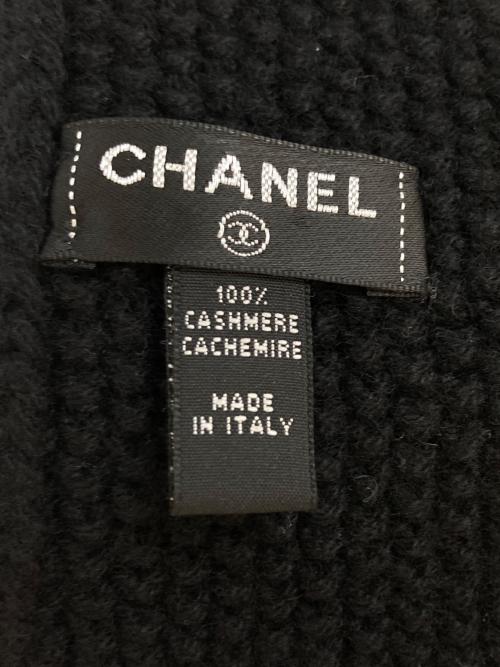 CHANEL
100%
CASHMERE
CACHEMIRE
MADE
IN ITALY